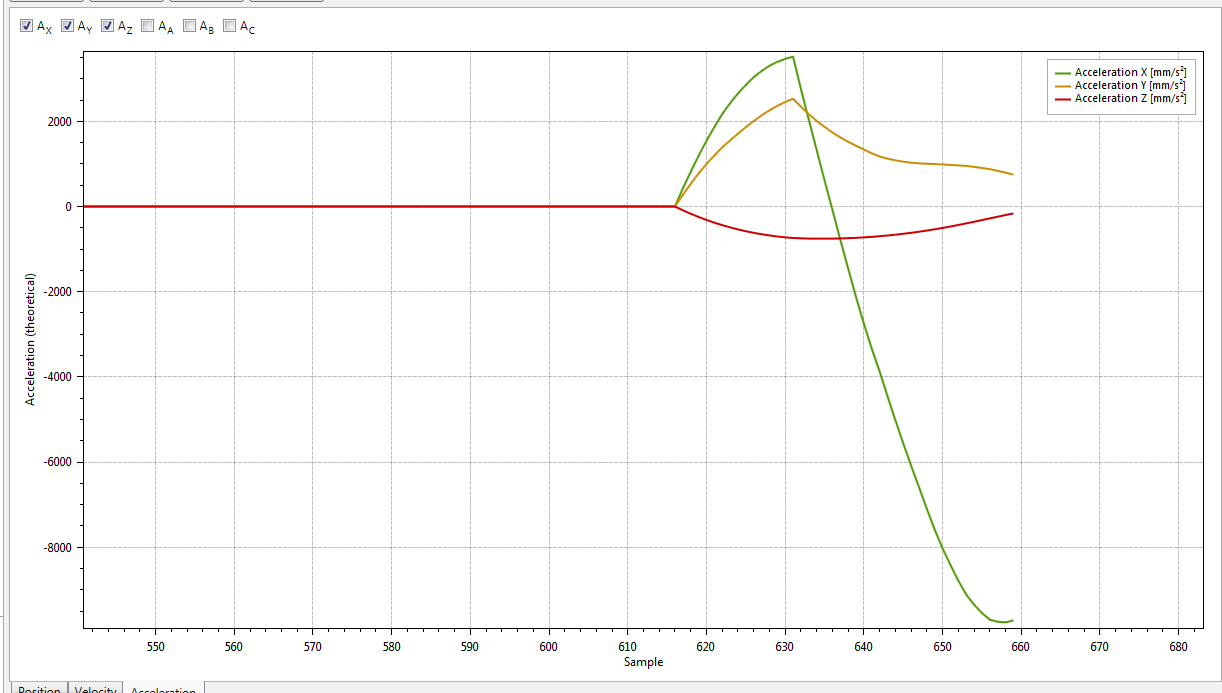 AX AY AZ AA AB AC
Acceleration X [mm/s²]
Acceleration Y [mm/s²]
Acceleration Z [mm/s²]
2000
0
-2000
-4000
-6000
-8000
Acceleration (theoretical)
550 560 570 580 590 600 610 620 630 640 650 660 670 680
Sample
Position Velocity Acceleration